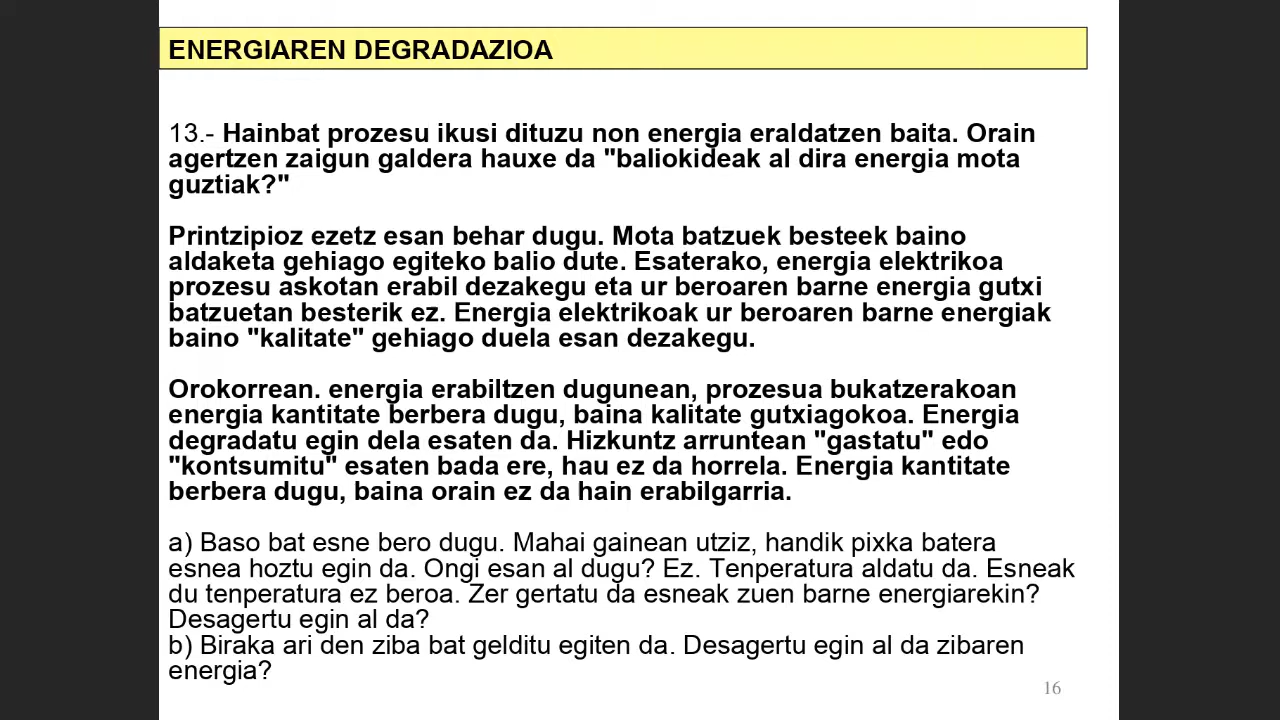 ENERGIAREN DEGRADAZIOA
13.- Hainbat prozesu ikusi dituzu non energia eraldatzen baita. Orain
agertzen zaigun galdera hauxe da "baliokideak al dira energia mota
guztiak?"
Printzipioz ezetz esan behar dugu. Mota batzuek besteek baino
aldaketa gehiago egiteko balio dute. Esaterako, energia elektrikoa
prozesu askotan erabil dezakegu eta ur beroaren barne energia gutxi
batzuetan besterik ez. Energia elektrikoak ur beroaren barne energiak
baino "kalitate" gehiago duela esan dezakegu.
Orokorrean. energia erabiltzen dugunean, prozesua bukatzerakoan
energia kantitate berbera dugu, baina kalitate gutxiagokoa. Energia
degradatu egin dela esaten da. Hizkuntz arruntean "gastatu" edo
"kontsumitu" esaten bada ere, hau ez da horrela. Energia kantitate
berbera dugu, baina orain ez da hain erabilgarria.
a) Baso bat esne bero dugu. Mahai gainean utziz, handik pixka batera
esnea hoztu egin da. Ongi esan al dugu? Ez. Tenperatura aldatu da. Esneak
du tenperatura ez beroa. Zer gertatu da esneak zuen barne energiarekin?
Desagertu egin al da?
b) Biraka ari den ziba bat gelditu egiten da. Desagertu egin al da zibaren
energia?
16